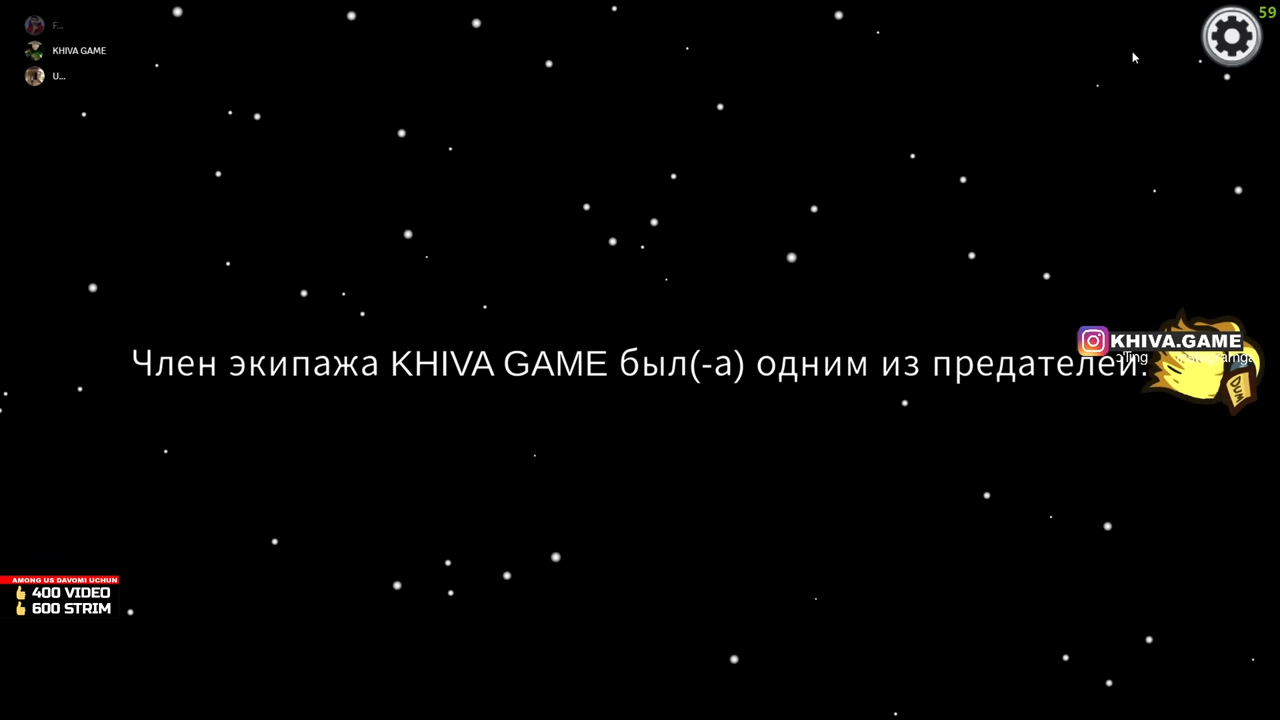 F...
KHIVA GAME
U...
59
KHIVA.GAME
Член экипажа KHIVA GAME был(-а) одним из предателей.
DUM
AMONG US DAVOMI UCHUN
400 VIDEO
600 STRIM